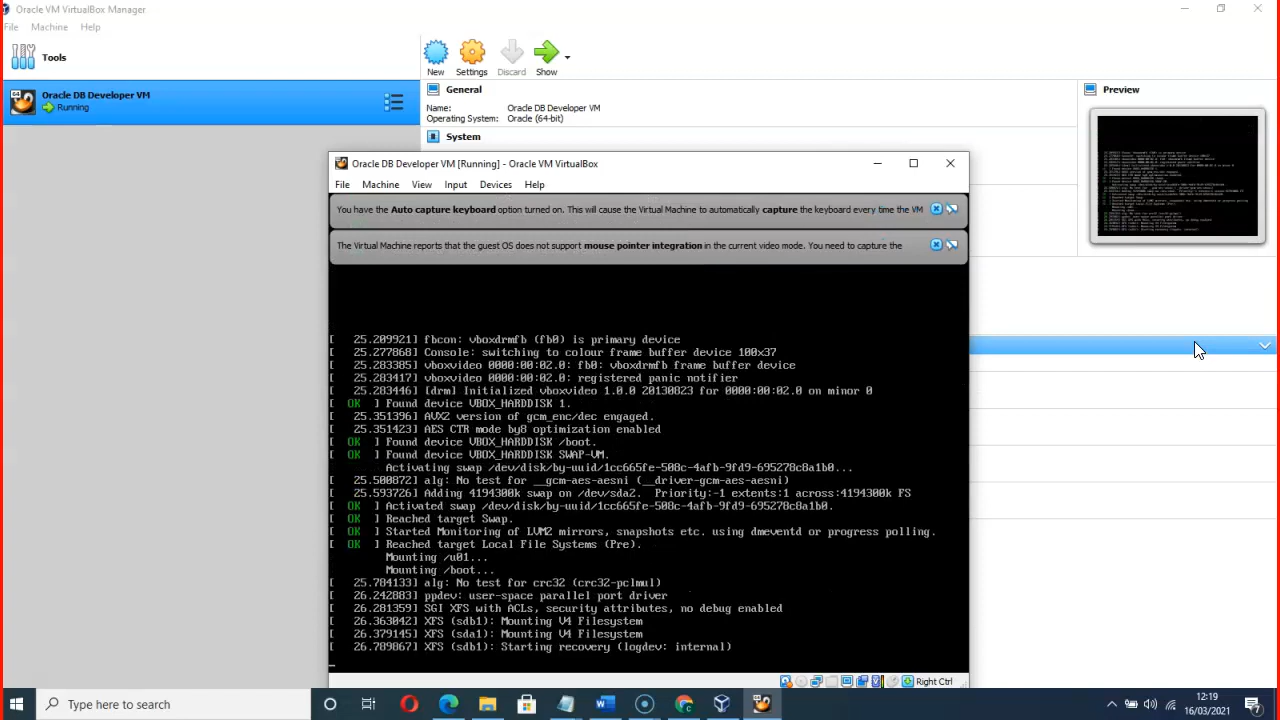 Oracle VM VirtualBox Manager
File Machine Help
Tools
New Settings Discard Show
Oracle DB Developer VM
Running
General
Name: Oracle DB Developer VM
Operating System: Oracle (64-bit)
System
Preview
Oracle DB Developer VM [Running] - Oracle VM VirtualBox
File Machine View Input Devices Help
You have the Auto capture keyboard option turned on. This will cause the Virtual Machine to automatically capture the keyboard every time the VM
The Virtual Machine reports that the guest OS does not support mouse pointer integration in the current video mode. You need to capture the
[ 25.209921] fbcon: vboxdrmfb (fb0) is primary device
[ 25.277868] Console: switching to colour frame buffer device 100x37
[ 25.283385] vboxvideo 0000:00:02.0: fb0: vboxdrmfb frame buffer device
[ 25.283417] vboxvideo 0000:00:02.0: registered panic notifier
[ 25.283446] [drm] Initialized vboxvideo 1.0.0 20130823 for 0000:00:02.0 on minor 0
[ OK ] Found device VBOX_HARDDISK 1.
[ 25.351396] AVX2 version of gcm_enc/dec engaged.
[ 25.351423] AES CTR mode by8 optimization enabled
[ OK ] Found device VBOX_HARDDISK /boot.
[ OK ] Found device VBOX_HARDDISK SWAP-VM.
Activating swap /dev/disk/by-uuid/1cc665fe-508c-4afb-9fd9-695278c8a1b0...
[ 25.500872] alg: No test for __gcm-aes-aesni (__driver-gcm-aes-aesni)
[ 25.593726] Adding 4194300k swap on /dev/sda2. Priority:-1 extents:1 across:4194300k FS
[ OK ] Activated swap /dev/disk/by-uuid/1cc665fe-508c-4afb-9fd9-695278c8a1b0.
[ OK ] Reached target Swap.
[ OK ] Started Monitoring of LVM2 mirrors, snapshots etc. using dmeventd or progress polling.
[ OK ] Reached target Local File Systems (Pre).
Mounting /u01...
Mounting /boot...
[ 25.784133] alg: No test for crc32 (crc32-pclmul)
[ 26.242883] ppdev: user-space parallel port driver
[ 26.281359] SGI XFS with ACLs, security attributes, no debug enabled
[ 26.363042] XFS (sdb1): Mounting V4 Filesystem
[ 26.379145] XFS (sda1): Mounting V4 Filesystem
[ 26.789867] XFS (sdb1): Starting recovery (logdev: internal)
Right Ctrl
Type here to search
12:19
16/03/2021
7